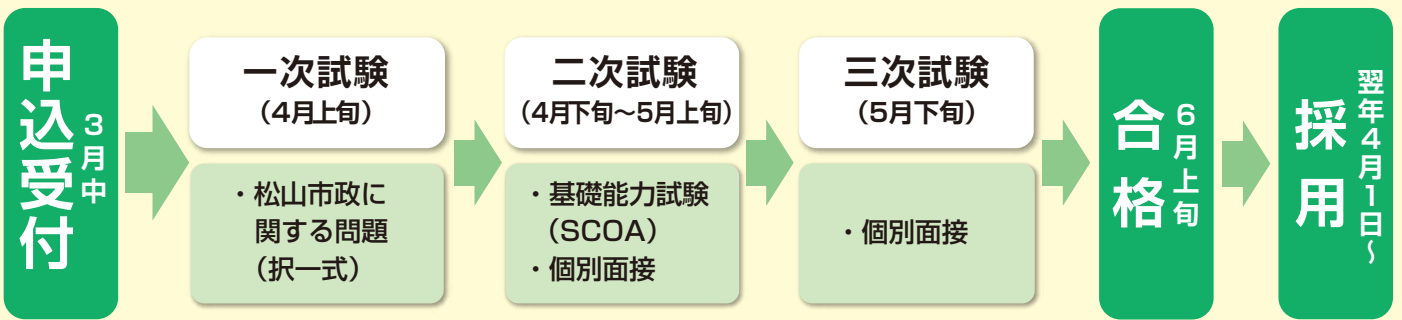 申込受付
3月中
一次試験
（4月上旬）
・松山市政に
関する問題
（択一式）
二次試験
（4月下旬～5月上旬）
・基礎能力試験
（SCOA）
・個別面接
三次試験
（5月下旬）
・個別面接
合格
6月上旬
採用
翌年4月1日～